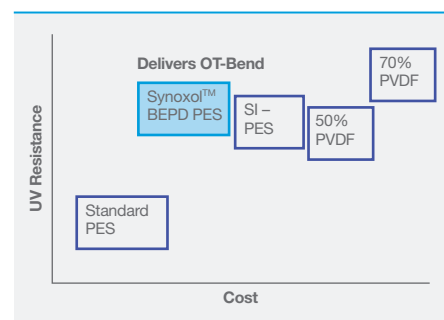 Delivers OT-Bend
70%
PVDF
Synoxol™
BEPD PES
SI –
PES
50%
PVDF
Standard
PES
UV Resistance
Cost